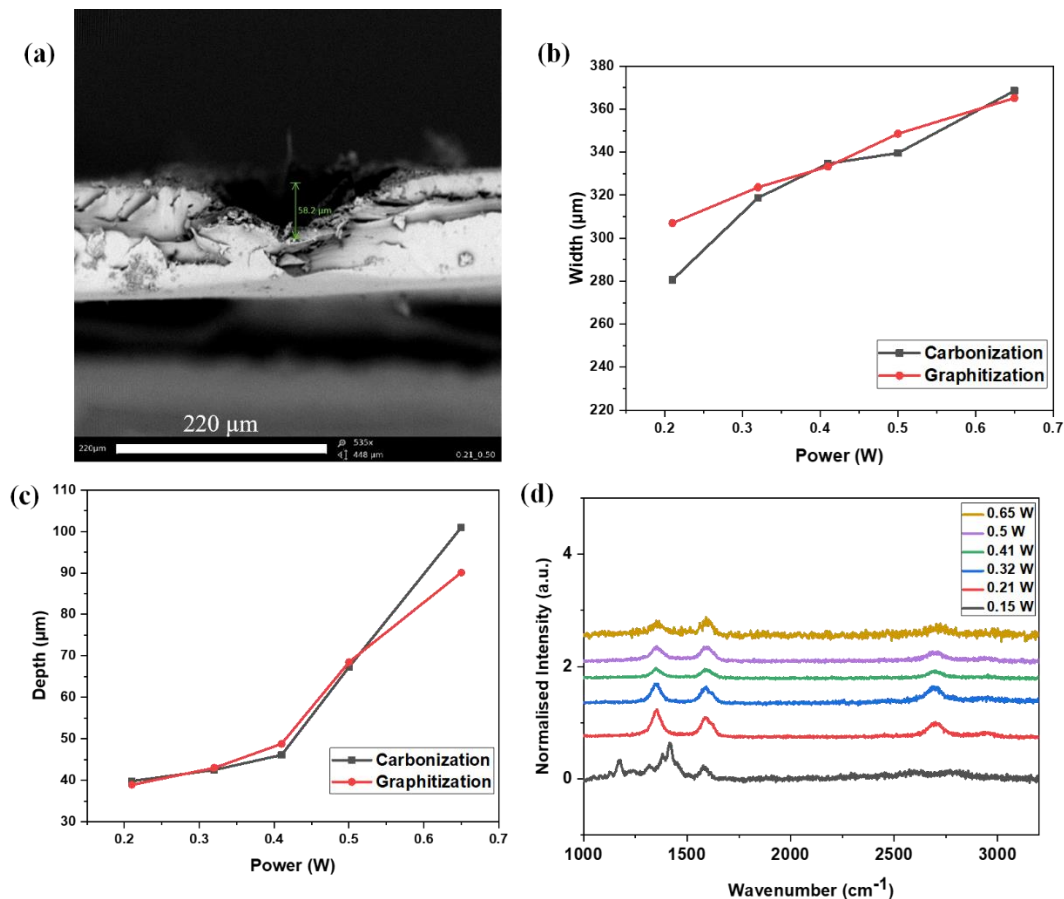 (a)
58.2 µm
220 µm
220µm
535x
448 µm
0.21_0.50
(b)
380
360
340
320
300
280
260
240
220
Width (µm)
0.2 0.3 0.4 0.5 0.6 0.7
Power (W)
Carbonization
Graphitization
(c)
110
100
90
80
70
60
50
40
30
Depth (µm)
0.2 0.3 0.4 0.5 0.6 0.7
Power (W)
Carbonization
Graphitization
(d)
4
2
0
Normalised Intensity (a.u.)
1000 1500 2000 2500 3000
Wavenumber (cm⁻¹)
0.65 W
0.5 W
0.41 W
0.32 W
0.21 W
0.15 W